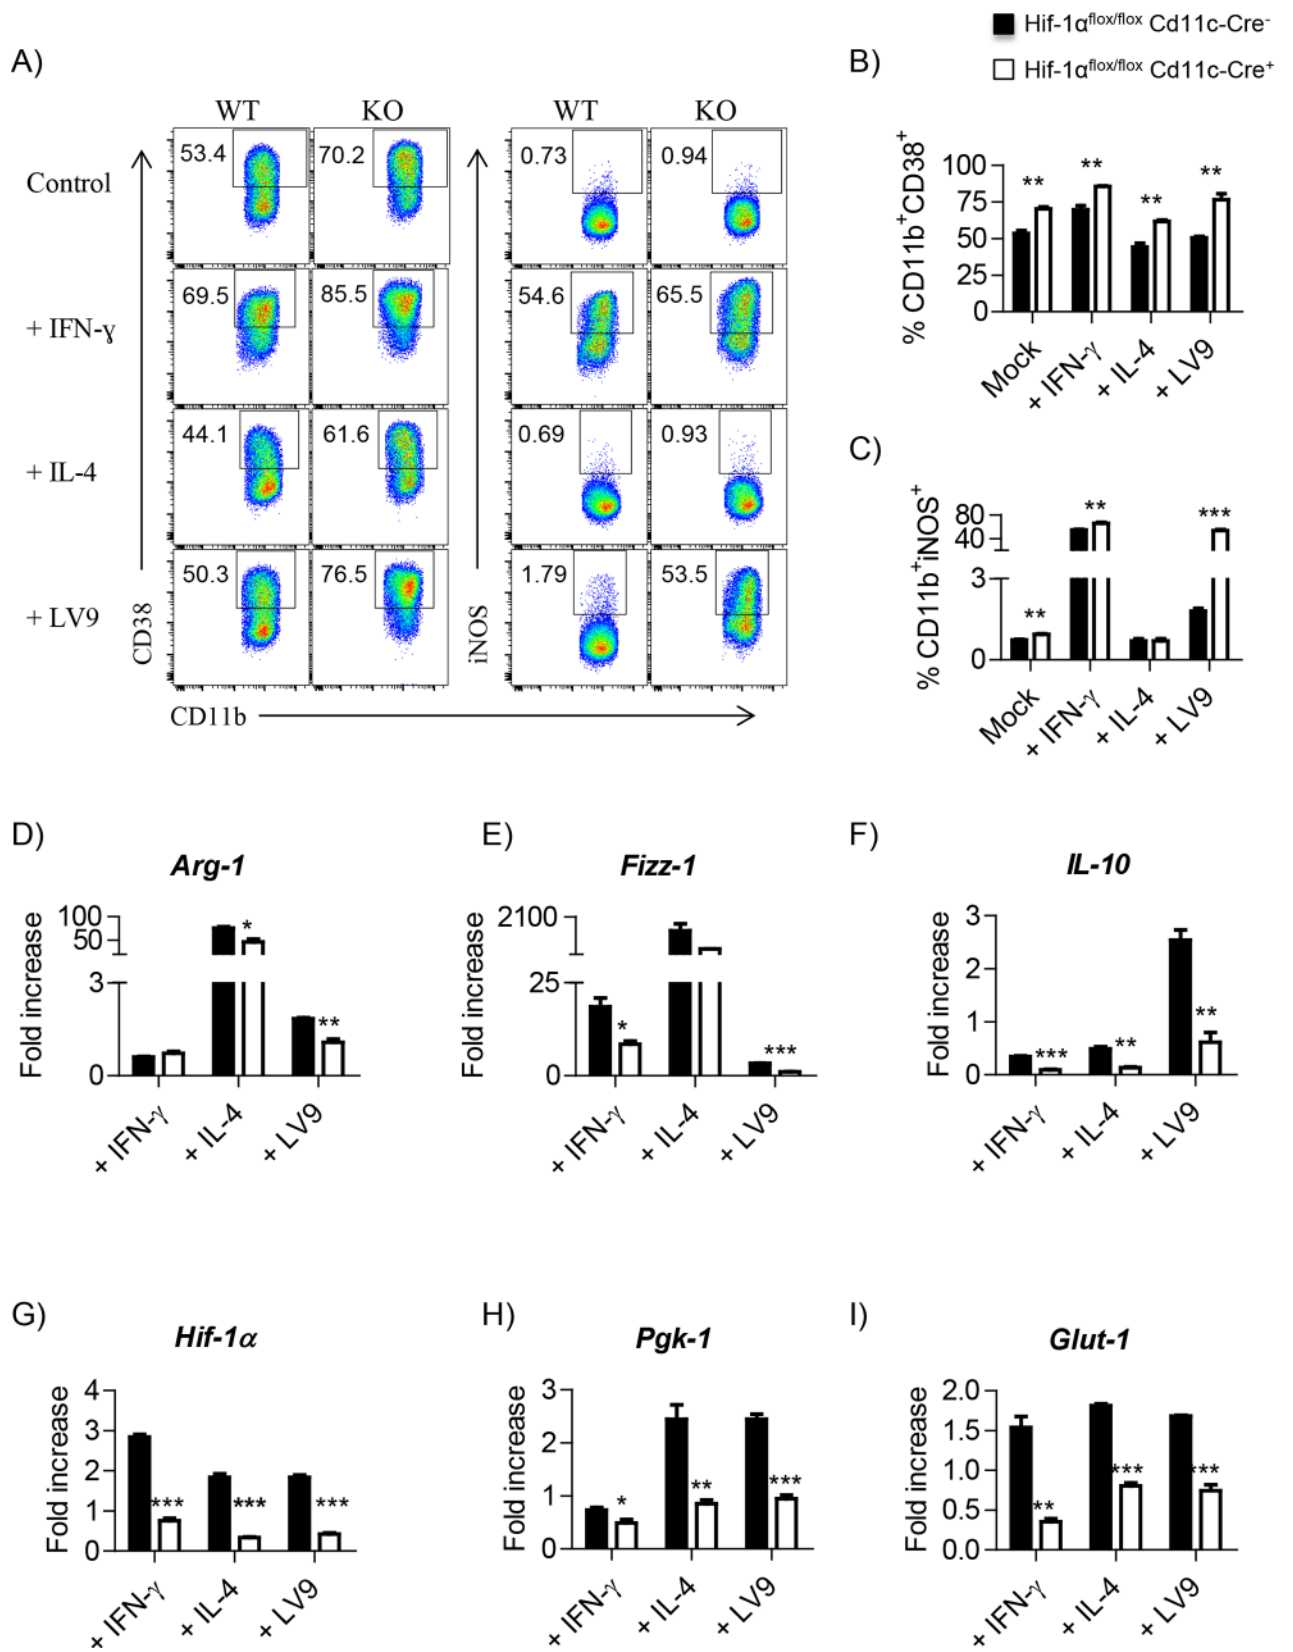 Hif-1α^flox/flox Cd11c-Cre^-
Hif-1α^flox/flox Cd11c-Cre^+
A)
WT KO WT KO
Control
+ IFN-ɣ
+ IL-4
+ LV9
53.4 70.2 0.73 0.94
69.5 85.5 54.6 65.5
44.1 61.6 0.69 0.93
50.3 76.5 1.79 53.5
CD38
iNOS
CD11b
B)
% CD11b^+CD38^+
100
75
50
25
0
** ** ** **
Mock + IFN-γ + IL-4 + LV9
C)
% CD11b^+iNOS^+
80
40
3
0
** ** ***
Mock + IFN-γ + IL-4 + LV9
D)
Arg-1
Fold increase
100
50
3
0
* **
+ IFN-γ + IL-4 + LV9
E)
Fizz-1
Fold increase
2100
25
0
* ***
+ IFN-γ + IL-4 + LV9
F)
IL-10
Fold increase
3
2
1
0
*** ** **
+ IFN-γ + IL-4 + LV9
G)
Hif-1α
Fold increase
4
3
2
1
0
*** *** ***
+ IFN-γ + IL-4 + LV9
H)
Pgk-1
Fold increase
3
2
1
0
* ** ***
+ IFN-γ + IL-4 + LV9
I)
Glut-1
Fold increase
2.0
1.5
1.0
0.5
0.0
** *** ***
+ IFN-γ + IL-4 + LV9